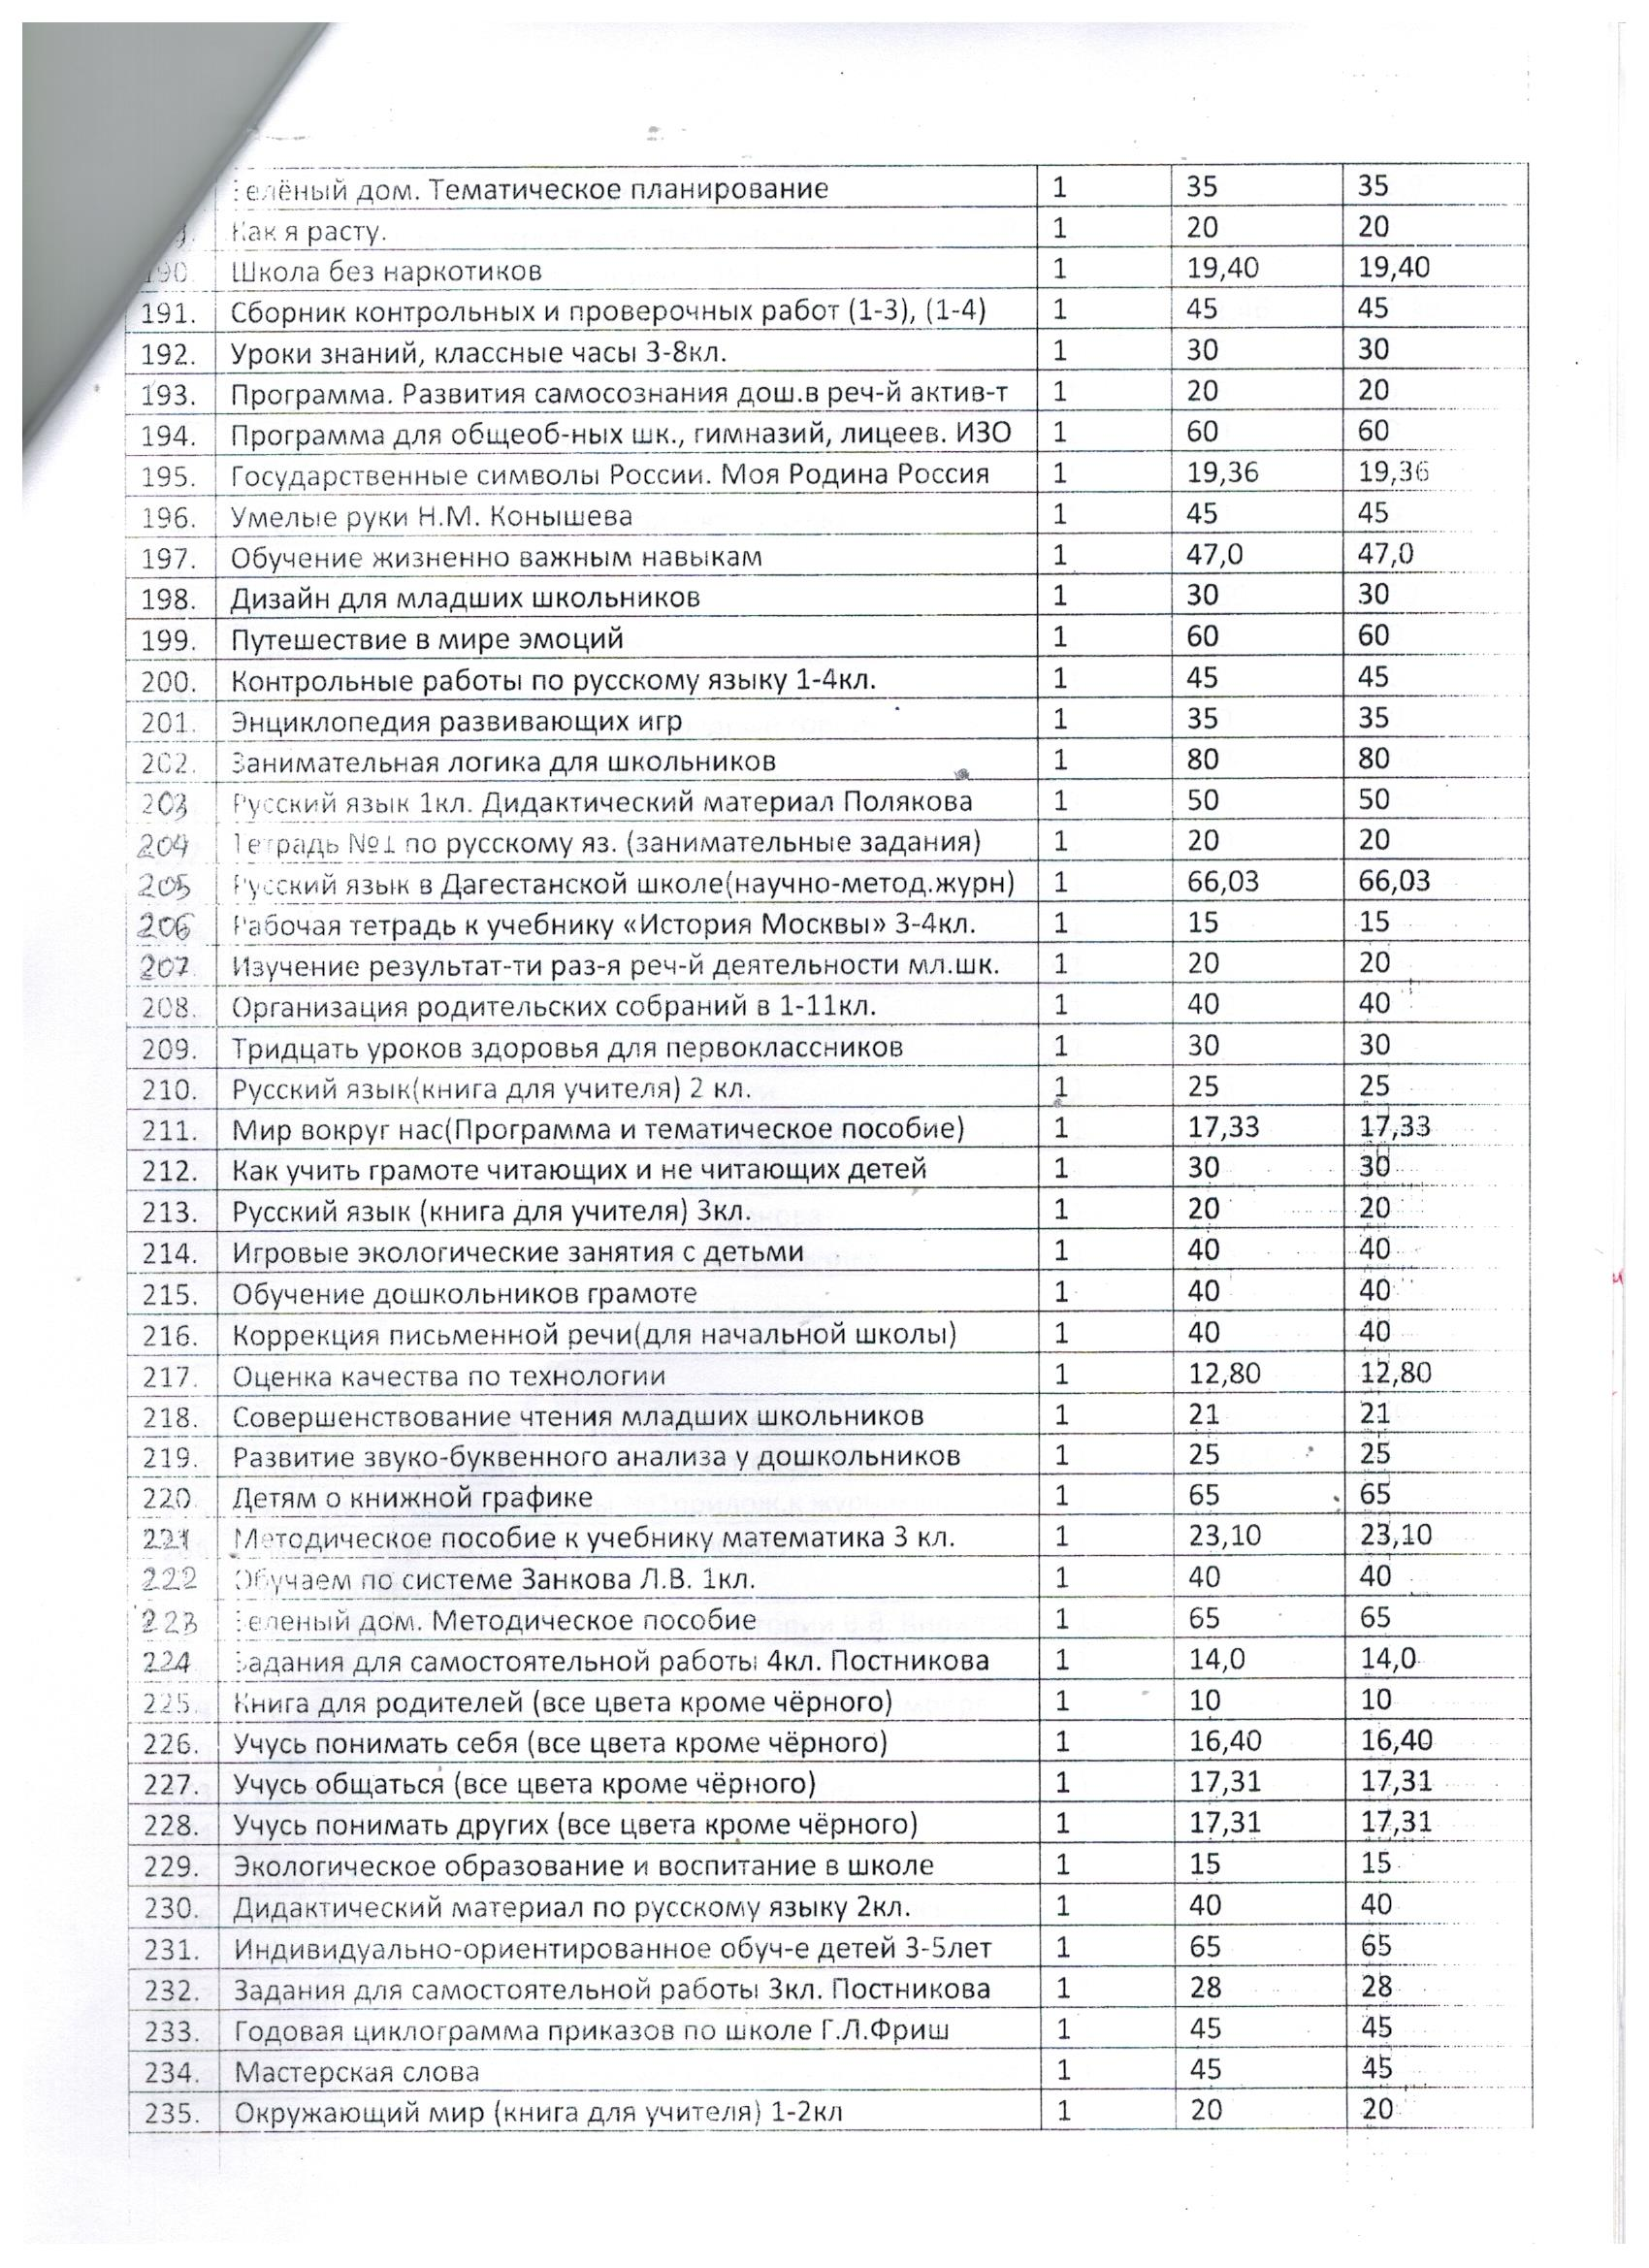 елёный дом. Тематическое планирование 1 35 35
Как я расту. 1 20 20
190. Школа без наркотиков 1 19,40 19,40
191. Сборник контрольных и проверочных работ (1-3), (1-4) 1 45 45
192. Уроки знаний, классные часы 3-8кл. 1 30 30
193. Программа. Развития самосознания дош.в реч-й актив-т 1 20 20
194. Программа для общеоб-ных шк., гимназий, лицеев. ИЗО 1 60 60
195. Государственные символы России. Моя Родина Россия 1 19,36 19,36
196. Умелые руки Н.М. Конышева 1 45 45
197. Обучение жизненно важным навыкам 1 47,0 47,0
198. Дизайн для младших школьников 1 30 30
199. Путешествие в мире эмоций 1 60 60
200. Контрольные работы по русскому языку 1-4кл. 1 45 45
201. Энциклопедия развивающих игр 1 35 35
202. Занимательная логика для школьников 1 80 80
203 Русский язык 1кл. Дидактический материал Полякова 1 50 50
204 Тетрадь №1 по русскому яз. (занимательные задания) 1 20 20
205 Русский язык в Дагестанской школе(научно-метод.журн) 1 66,03 66,03
206 Рабочая тетрадь к учебнику «История Москвы» 3-4кл. 1 15 15
207 Изучение результат-ти раз-я реч-й деятельности мл.шк. 1 20 20
208. Организация родительских собраний в 1-11кл. 1 40 40
209. Тридцать уроков здоровья для первоклассников 1 30 30
210. Русский язык(книга для учителя) 2 кл. 1 25 25
211. Мир вокруг нас(Программа и тематическое пособие) 1 17,33 17,33
212. Как учить грамоте читающих и не читающих детей 1 30 30
213. Русский язык (книга для учителя) 3кл. 1 20 20
214. Игровые экологические занятия с детьми 1 40 40
215. Обучение дошкольников грамоте 1 40 40
216. Коррекция письменной речи(для начальной школы) 1 40 40
217. Оценка качества по технологии 1 12,80 12,80
218. Совершенствование чтения младших школьников 1 21 21
219. Развитие звуко-буквенного анализа у дошкольников 1 25 25
220. Детям о книжной графике 1 65 65
221 Методическое пособие к учебнику математика 3 кл. 1 23,10 23,10
222 Обучаем по системе Занкова Л.В. 1кл. 1 40 40
223 Зеленый дом. Методическое пособие 1 65 65
224 Задания для самостоятельной работы 4кл. Постникова 1 14,0 14,0
225. Книга для родителей (все цвета кроме чёрного) 1 10 10
226. Учусь понимать себя (все цвета кроме чёрного) 1 16,40 16,40
227. Учусь общаться (все цвета кроме чёрного) 1 17,31 17,31
228. Учусь понимать других (все цвета кроме чёрного) 1 17,31 17,31
229. Экологическое образование и воспитание в школе 1 15 15
230. Дидактический материал по русскому языку 2кл. 1 40 40
231. Индивидуально-ориентированное обуч-е детей 3-5лет 1 65 65
232. Задания для самостоятельной работы 3кл. Постникова 1 28 28
233. Годовая циклограмма приказов по школе Г.Л.Фриш 1 45 45
234. Мастерская слова 1 45 45
235. Окружающий мир (книга для учителя) 1-2кл 1 20 20